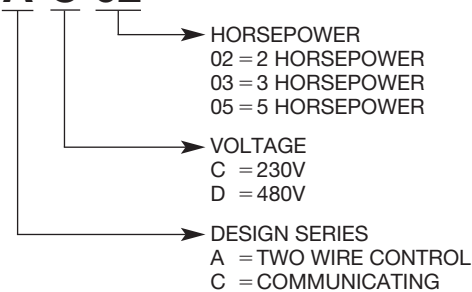 HORSEPOWER
02 = 2 HORSEPOWER
03 = 3 HORSEPOWER
05 = 5 HORSEPOWER
VOLTAGE
C = 230V
D = 480V
DESIGN SERIES
A = TWO WIRE CONTROL
C = COMMUNICATING